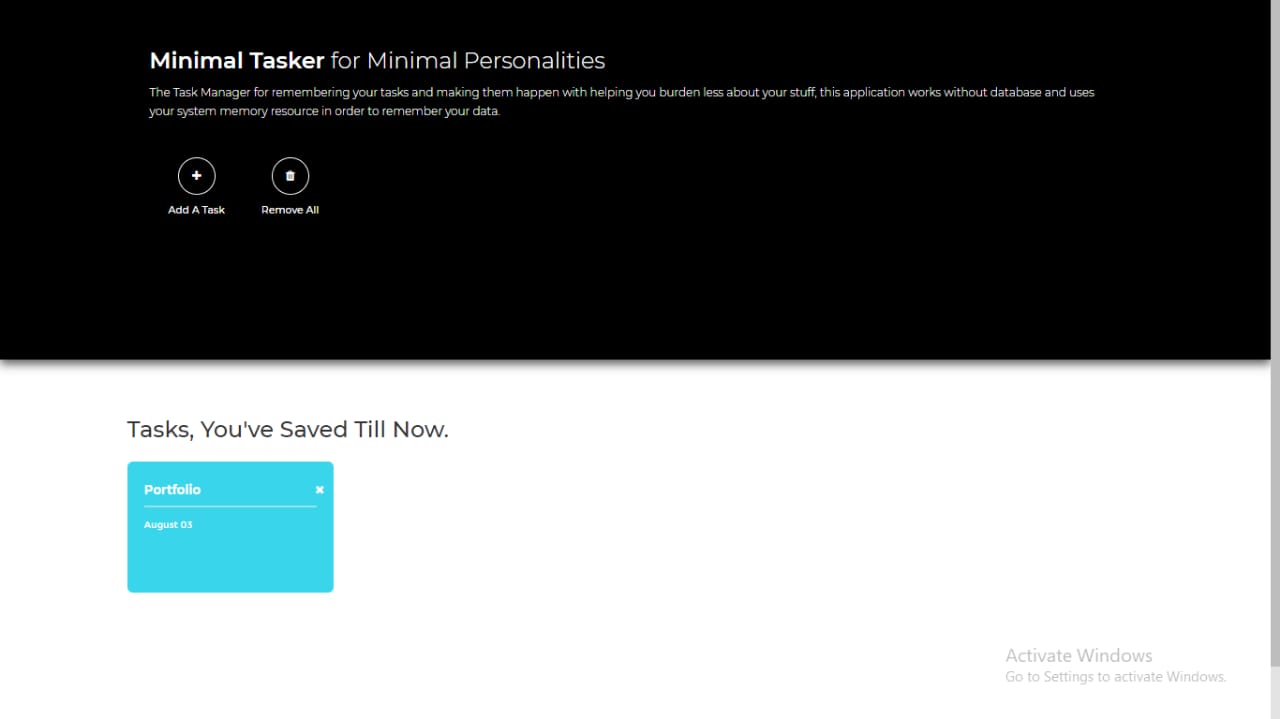 Minimal Tasker for Minimal Personalities
The Task Manager for remembering your tasks and making them happen with helping you burden less about your stuff, this application works without database and uses
your system memory resource in order to remember your data.
Add A Task
Remove All
Tasks, You've Saved Till Now.
Portfolio
August 03
Activate Windows
Go to Settings to activate Windows.